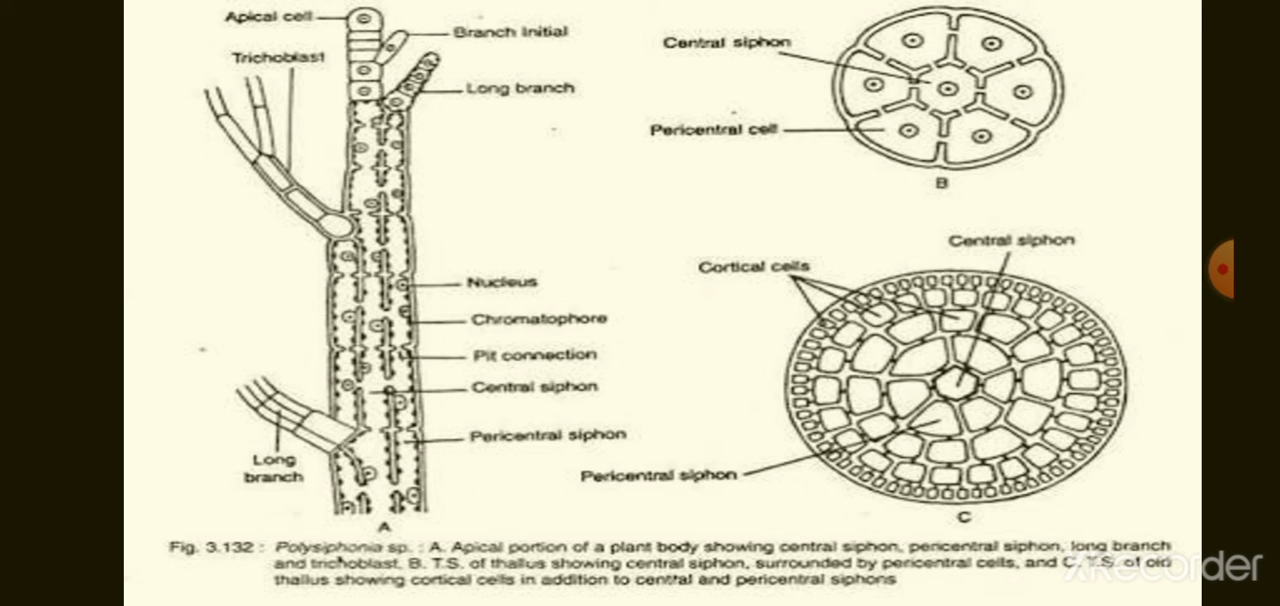 Apical cell
Branch Initial
Trichoblast
Long branch
Nucleus
Chromatophore
Pit connection
Central siphon
Pericentral siphon
Long
branch
A
Central siphon
Pericentral cell
B
Central siphon
Cortical cells
Pericentral siphon
C
Fig. 3.132 : Polysiphonia sp. : A. Apical portion of a plant body showing central siphon, pericentral siphon, long branch
and trichoblast, B. T.S. of thallus showing central siphon, surrounded by pericentral cells, and C. T.S. of old
thallus showing cortical cells in addition to central and pericentral siphons
XRecorder